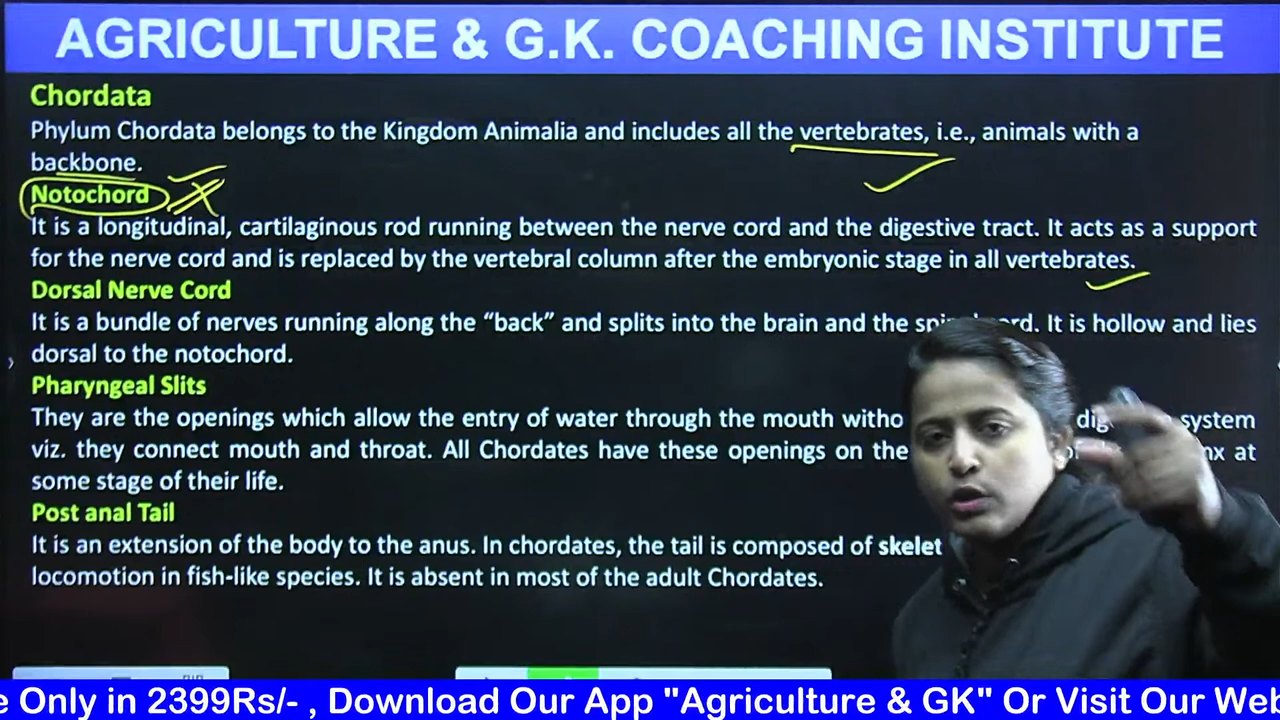 AGRICULTURE & G.K. COACHING INSTITUTE
Chordata
Phylum Chordata belongs to the Kingdom Animalia and includes all the vertebrates, i.e., animals with a
backbone.
Notochord
It is a longitudinal, cartilaginous rod running between the nerve cord and the digestive tract. It acts as a support
for the nerve cord and is replaced by the vertebral column after the embryonic stage in all vertebrates.
Dorsal Nerve Cord
It is a bundle of nerves running along the “back” and splits into the brain and the It is hollow and lies
dorsal to the notochord.
Pharyngeal Slits
They are the openings which allow the entry of water through the mouth system
viz. they connect mouth and throat. All Chordates have these openings on the at
some stage of their life.
Post anal Tail
It is an extension of the body to the anus. In chordates, the tail is composed of
locomotion in fish-like species. It is absent in most of the adult Chordates.
Only in 2399Rs/- , Download Our App "Agriculture & GK" Or Visit Our